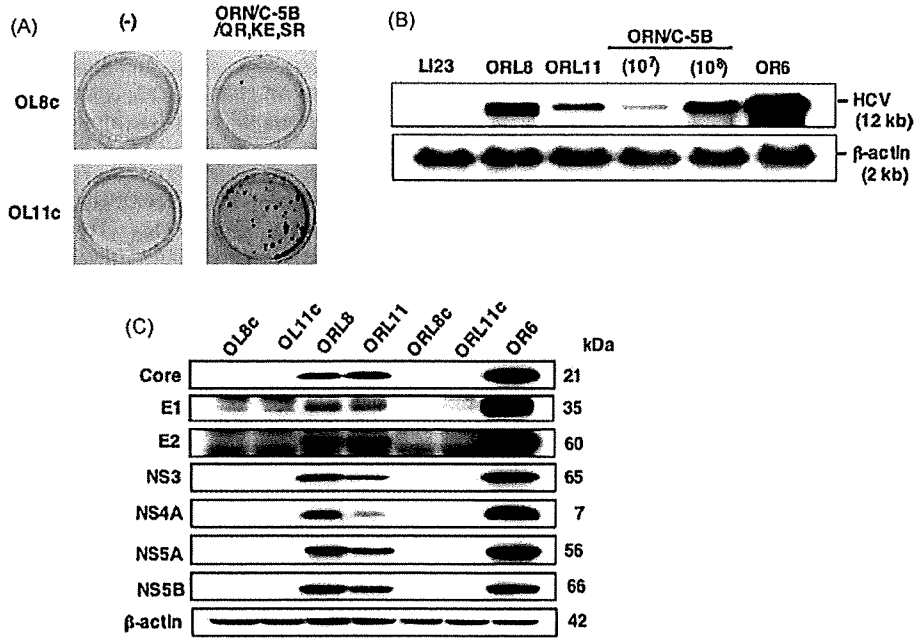 (A)
(-)
ORN/C-5B
/QR,KE,SR
OL8c
OL11c
(B)
ORN/C-5B
LI23 ORL8 ORL11 (10⁷) (10⁸) OR6
HCV
(12 kb)
β-actin
(2 kb)
(C)
OL8c OL11c ORL8 ORL11 ORL8c ORL11c OR6
kDa
Core 21
E1 35
E2 60
NS3 65
NS4A 7
NS5A 56
NS5B 66
β-actin 42